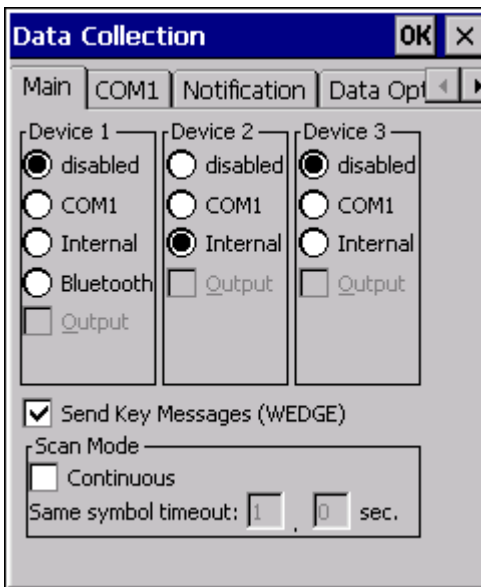 Data Collection OK ×
Main COM1 Notification Data Opt
Device 1 Device 2 Device 3
disabled disabled disabled
COM1 COM1 COM1
Internal Internal Internal
Bluetooth Output Output
Output
Send Key Messages (WEDGE)
Scan Mode
Continuous
Same symbol timeout: 1 . 0 sec.